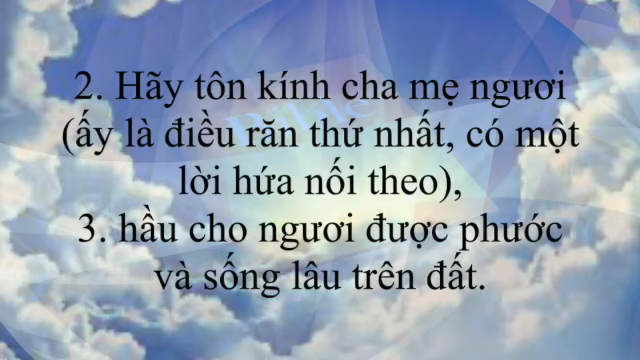 2. Hãy tôn kính cha mẹ ngươi
(ấy là điều răn thứ nhất, có một
lời hứa nối theo),
3. hầu cho ngươi được phước
và sống lâu trên đất.